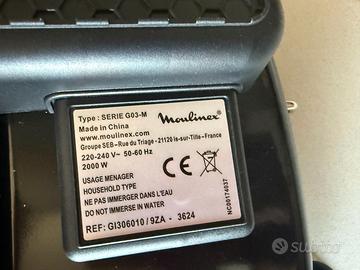 Type : SERIE G03-M
Moulinex
Made in China
www.moulinex.com
Groupe SEB - Rue du Triage - 21120 is-sur-Tille - France
220-240 V~ 50-60 Hz
2000 W
CE
USAGE MENAGER
HOUSEHOLD TYPE
NE PAS IMMERGER DANS L'EAU
DO NOT IMMERSE IN WATER
REF: GI306010 / 9ZA - 3624
NC00174037
subito